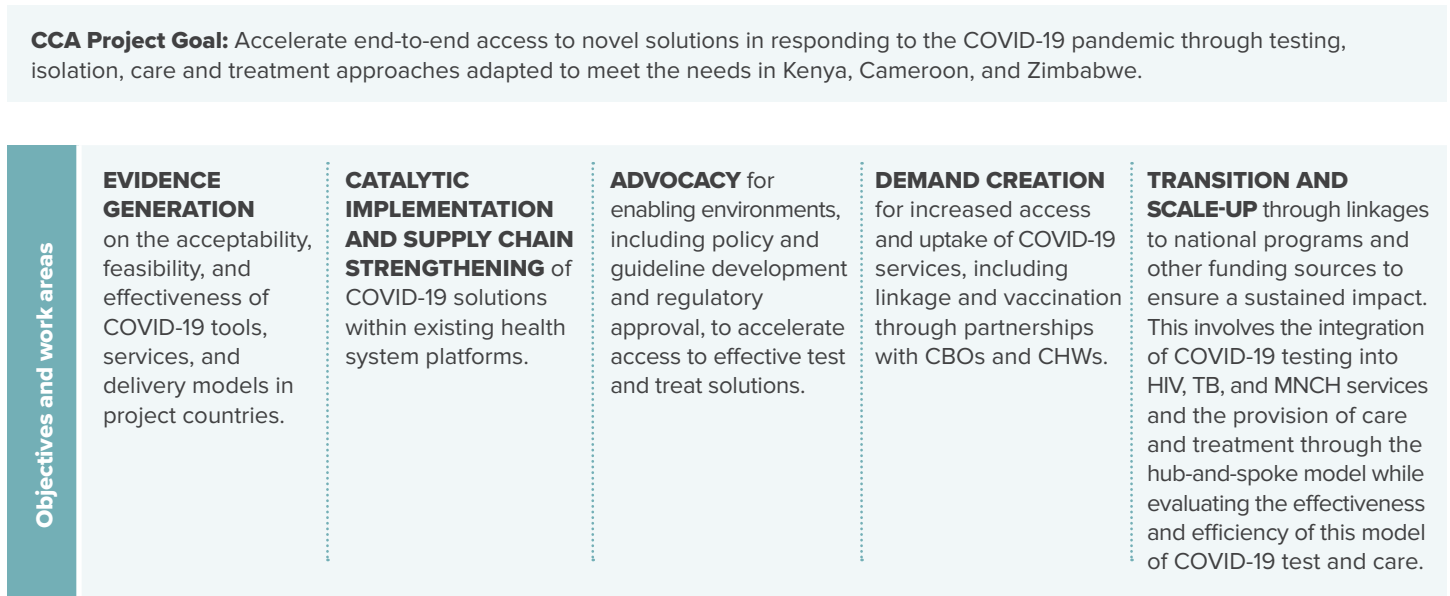 CCA Project Goal: Accelerate end-to-end access to novel solutions in responding to the COVID-19 pandemic through testing,
isolation, care and treatment approaches adapted to meet the needs in Kenya, Cameroon, and Zimbabwe.
Objectives and work areas
EVIDENCE
GENERATION
on the acceptability,
feasibility, and
effectiveness of
COVID-19 tools,
services, and
delivery models in
project countries.
CATALYTIC
IMPLEMENTATION
AND SUPPLY CHAIN
STRENGTHENING of
COVID-19 solutions
within existing health
system platforms.
ADVOCACY for
enabling environments,
including policy and
guideline development
and regulatory
approval, to accelerate
access to effective test
and treat solutions.
DEMAND CREATION
for increased access
and uptake of COVID-19
services, including
linkage and vaccination
through partnerships
with CBOs and CHWs.
TRANSITION AND
SCALE-UP through linkages
to national programs and
other funding sources to
ensure a sustained impact.
This involves the integration
of COVID-19 testing into
HIV, TB, and MNCH services
and the provision of care
and treatment through the
hub-and-spoke model while
evaluating the effectiveness
and efficiency of this model
of COVID-19 test and care.